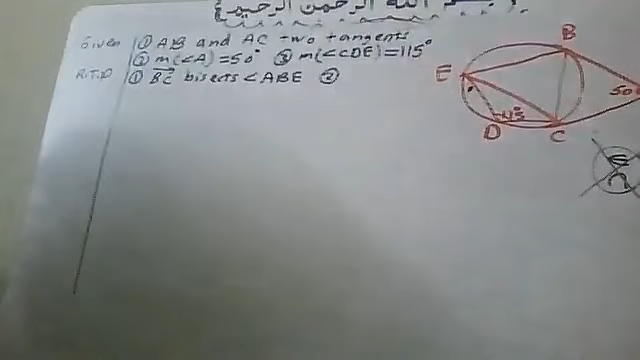 بسم الله الرحمن الرحيم
Given ① AB and AC two tangents
② m(<A)=50° ③ m(<CDE)=115°
R.T.P ① BC bisects <ABE ②
B
E
50
115
D
C